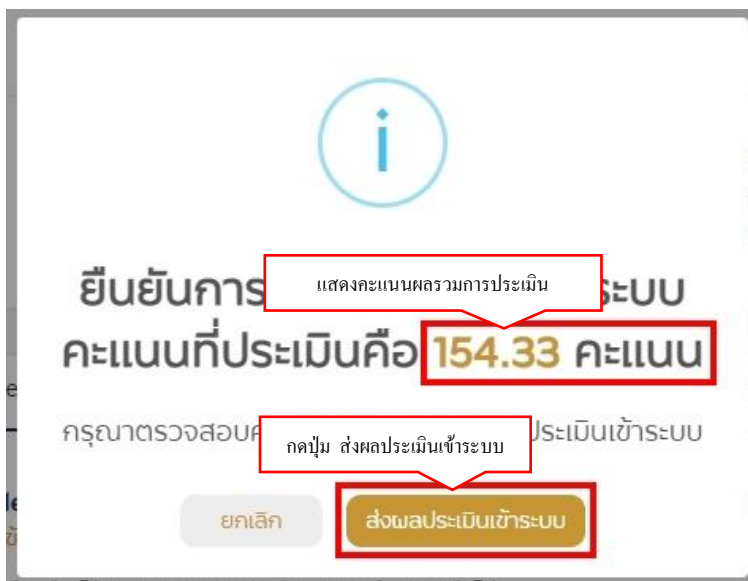 i
ยืนยันการ
แสดงคะแนนผลรวมการประเมิน
ระบบ
คะแนนที่ประเมินคือ 154.33 คะแนน
กรุณาตรวจสอบ
กดปุ่ม ส่งผลประเมินเข้าระบบ
ประเมินเข้าระบบ
ยกเลิก
ส่งผลประเมินเข้าระบบ